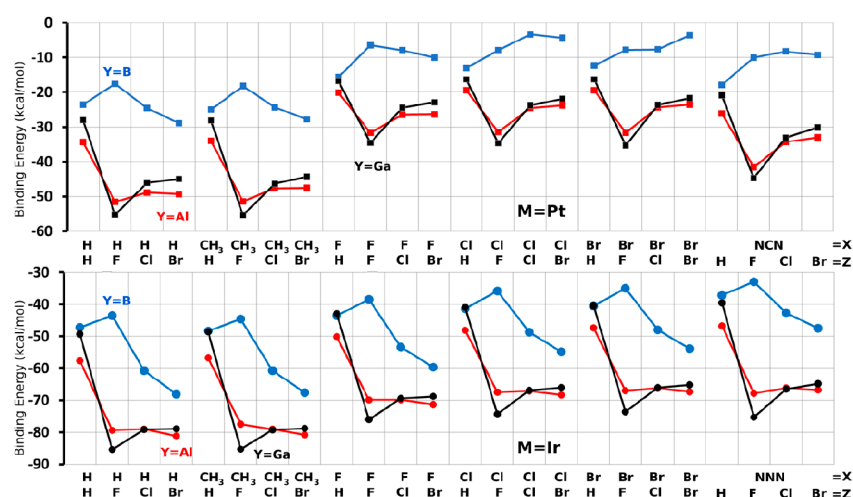 0
-10
-20
-30
-40
-50
-60
Binding Energy (kcal/mol)
Y=B
Y=Al
Y=Ga
M=Pt
H H H H CH3 CH3 CH3 CH3 F F F F Cl Cl Cl Cl Br Br Br Br NCN =X
H F Cl Br H F Cl Br H F Cl Br H F Cl Br H F Cl Br H F Cl Br =Z
-30
-40
-50
-60
-70
-80
-90
Binding Energy (kcal/mol)
Y=B
Y=Al
Y=Ga
M=Ir
H H H H CH3 CH3 CH3 CH3 F F F F Cl Cl Cl Cl Br Br Br Br NNN =X
H F Cl Br H F Cl Br H F Cl Br H F Cl Br H F Cl Br H F Cl Br =Z